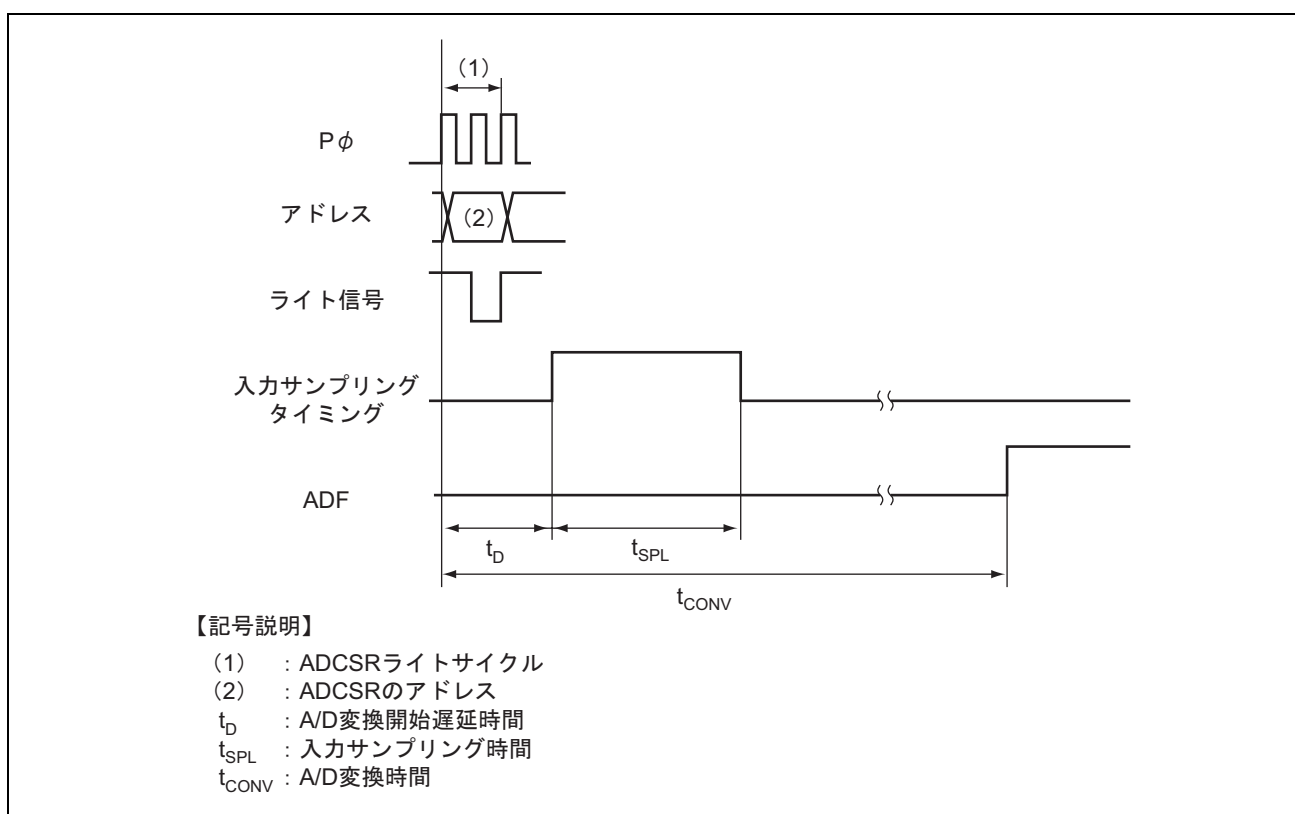 (1)
Pφ
アドレス
(2)
ライト信号
入力サンプリング
タイミング
ADF
tD
tSPL
tCONV
【記号説明】
(1) : ADCSRライトサイクル
(2) : ADCSRのアドレス
tD : A/D変換開始遅延時間
tSPL : 入力サンプリング時間
tCONV : A/D変換時間